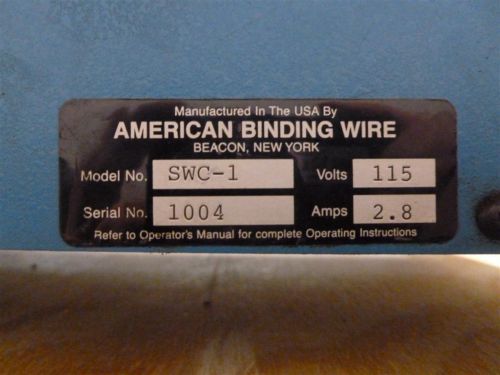 Manufactured In The USA By
AMERICAN BINDING WIRE
BEACON, NEW YORK
Model No. SWC-1 Volts 115
Serial No. 1004 Amps 2.8
Refer to Operator's Manual for complete Operating Instructions